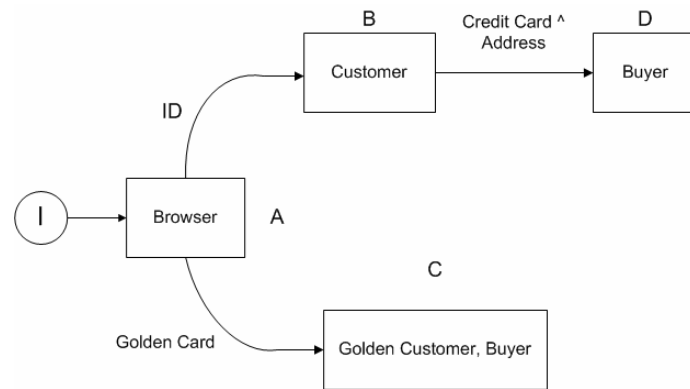 B
Credit Card ^
Address
D
Customer
Buyer
ID
I
Browser
A
C
Golden Card
Golden Customer, Buyer